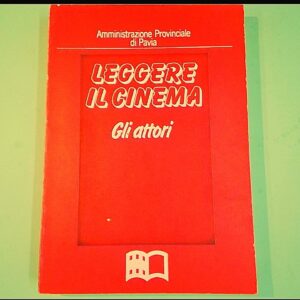 Amministrazione Provinciale
di Pavia
LEGGERE
IL CINEMA
Gli attori